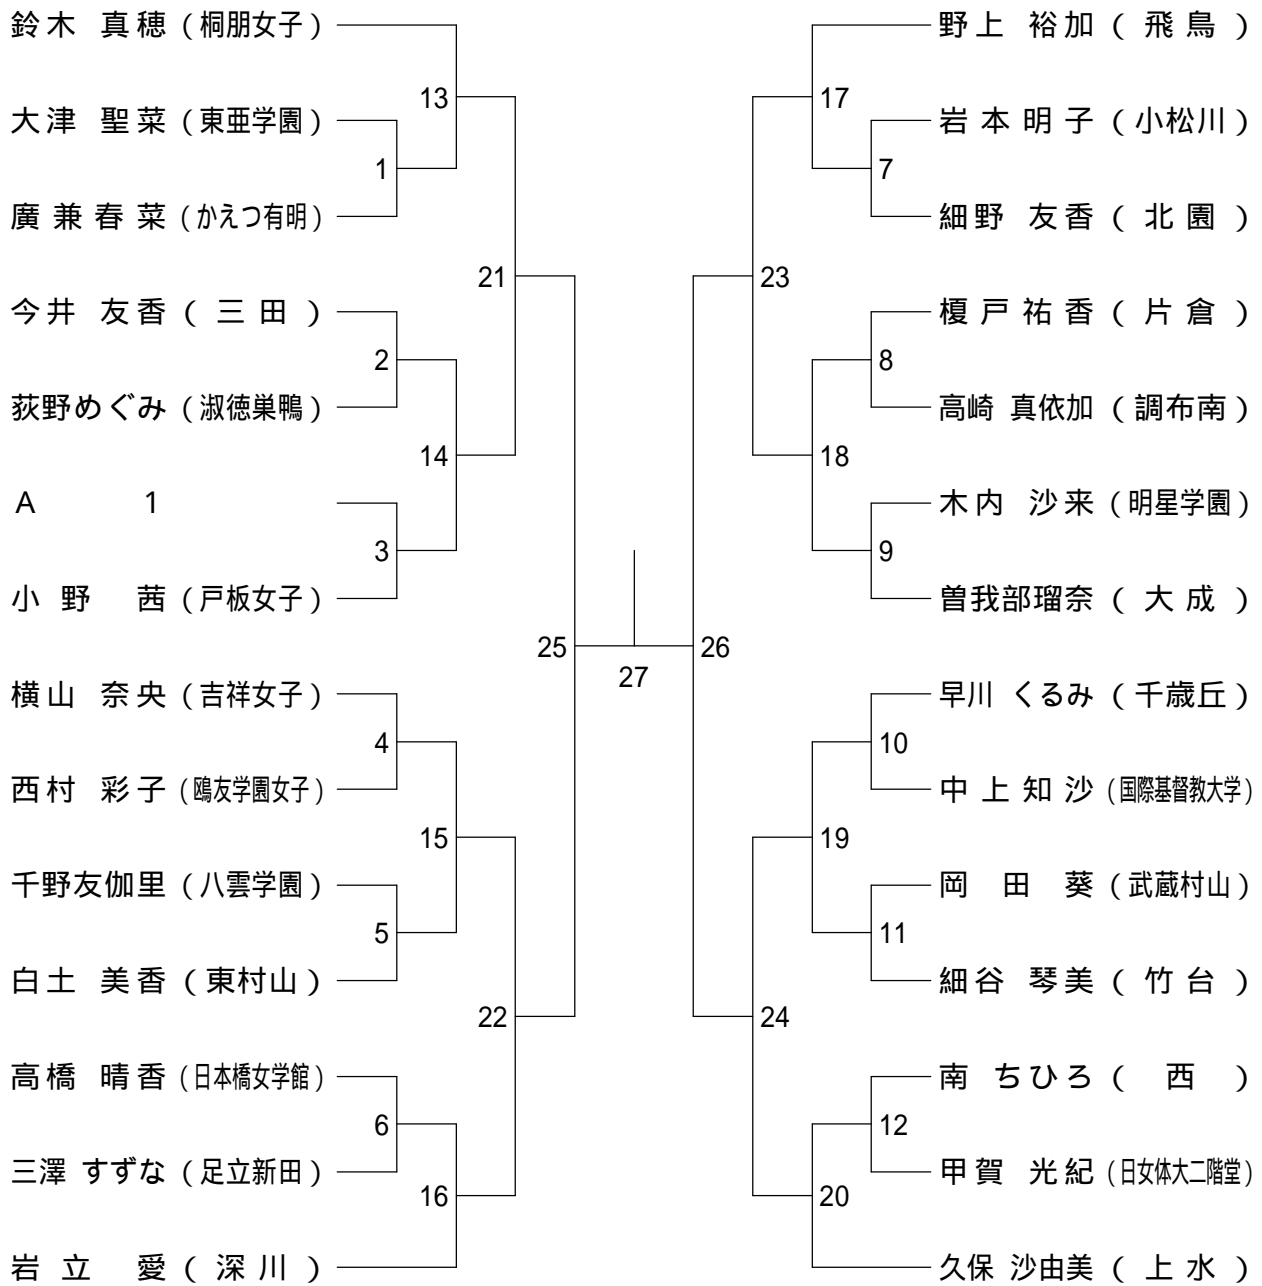 鈴木 真穂 (桐朋女子)
13
大津 聖菜 (東亜学園)
1
廣兼春菜 (かえつ有明)
21
今井 友香 (三田)
2
荻野めぐみ (淑徳巣鴨)
14
A 1
3
小野 茜 (戸板女子)
25
横山 奈央 (吉祥女子)
4
西村 彩子 (鴎友学園女子)
15
千野友伽里 (八雲学園)
5
白土 美香 (東村山)
22
高橋 晴香 (日本橋女学館)
6
三澤 すずな (足立新田)
16
岩立 愛 (深川)
27
野上 裕加 (飛鳥)
17
岩本明子 (小松川)
7
細野 友香 (北園)
23
榎戸祐香 (片倉)
8
高崎 真依加 (調布南)
18
木内 沙来 (明星学園)
9
曽我部瑠奈 (大成)
26
早川 くるみ (千歳丘)
10
中上知沙 (国際基督教大学)
19
岡田 葵 (武蔵村山)
11
細谷 琴美 (竹台)
24
南 ちひろ (西)
12
甲賀 光紀 (日女体大二階堂)
20
久保 沙由美 (上水)